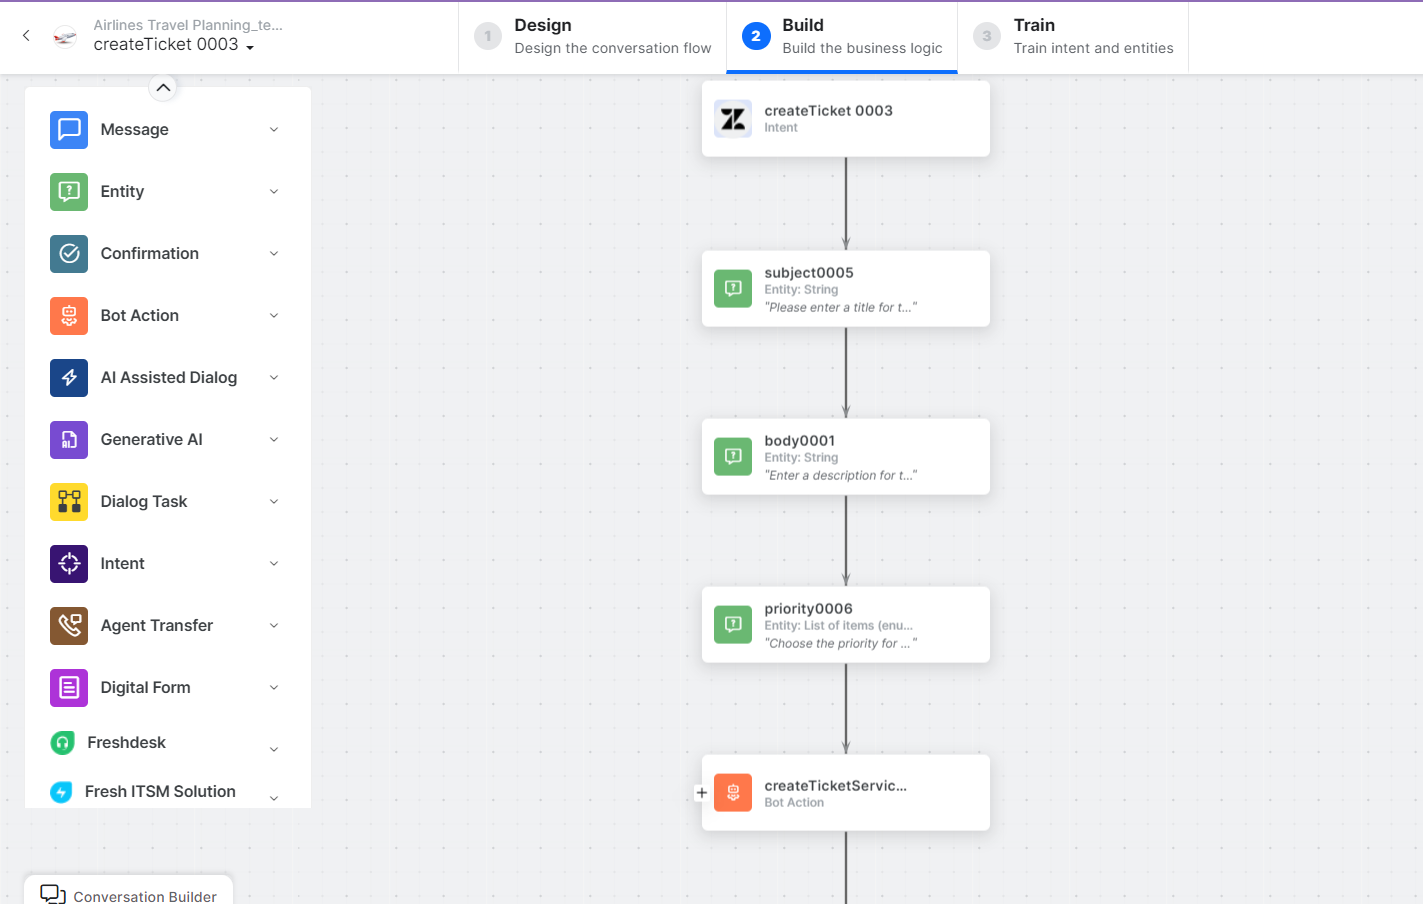 Airlines Travel Planning_te...
createTicket 0003
1
Design
Design the conversation flow
2
Build
Build the business logic
3
Train
Train intent and entities
Message
Entity
Confirmation
Bot Action
AI Assisted Dialog
Generative AI
Dialog Task
Intent
Agent Transfer
Digital Form
Freshdesk
Fresh ITSM Solution
Conversation Builder
createTicket 0003
Intent
subject0005
Entity: String
"Please enter a title for t..."
body0001
Entity: String
"Enter a description for t..."
priority0006
Entity: List of items (enu...
"Choose the priority for ..."
createTicketServic...
Bot Action